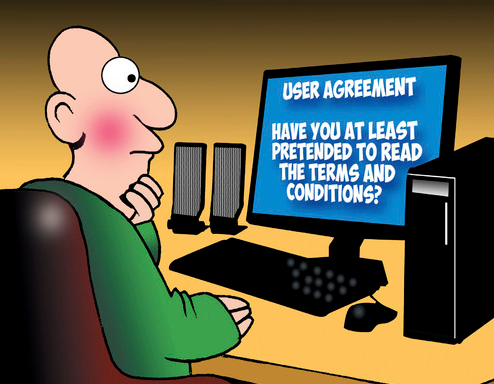 USER AGREEMENT
HAVE YOU AT LEAST
PRETENDED TO READ
THE TERMS AND
CONDITIONS?